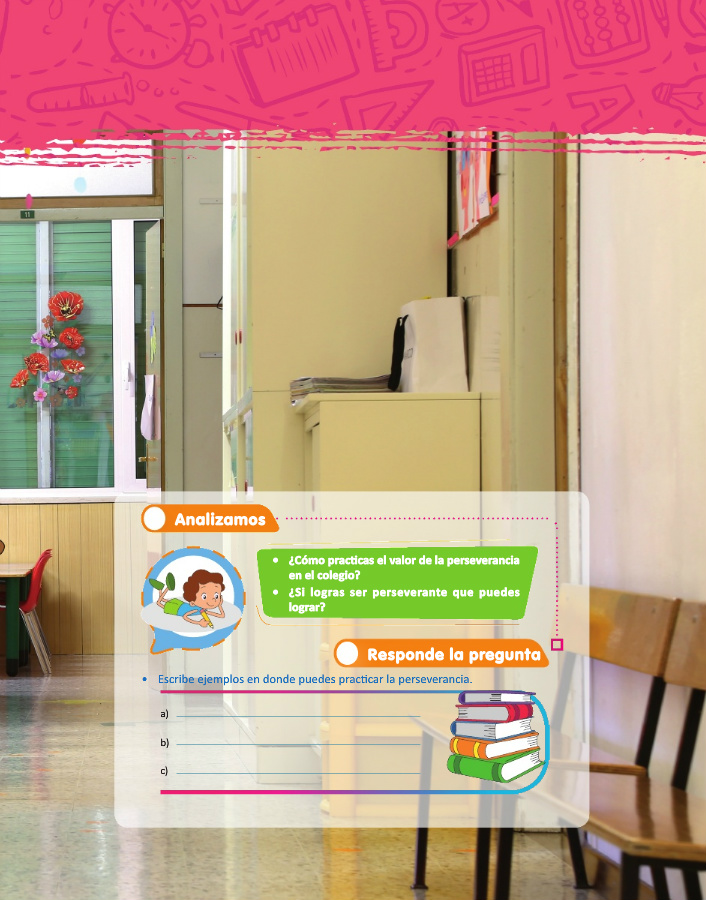 11
Analizamos
• ¿Cómo practicas el valor de la perseverancia
en el colegio?
• ¿Si logras ser perseverante que puedes
lograr?
Responde la pregunta
• Escribe ejemplos en donde puedes practicar la perseverancia.
a)
b)
c)